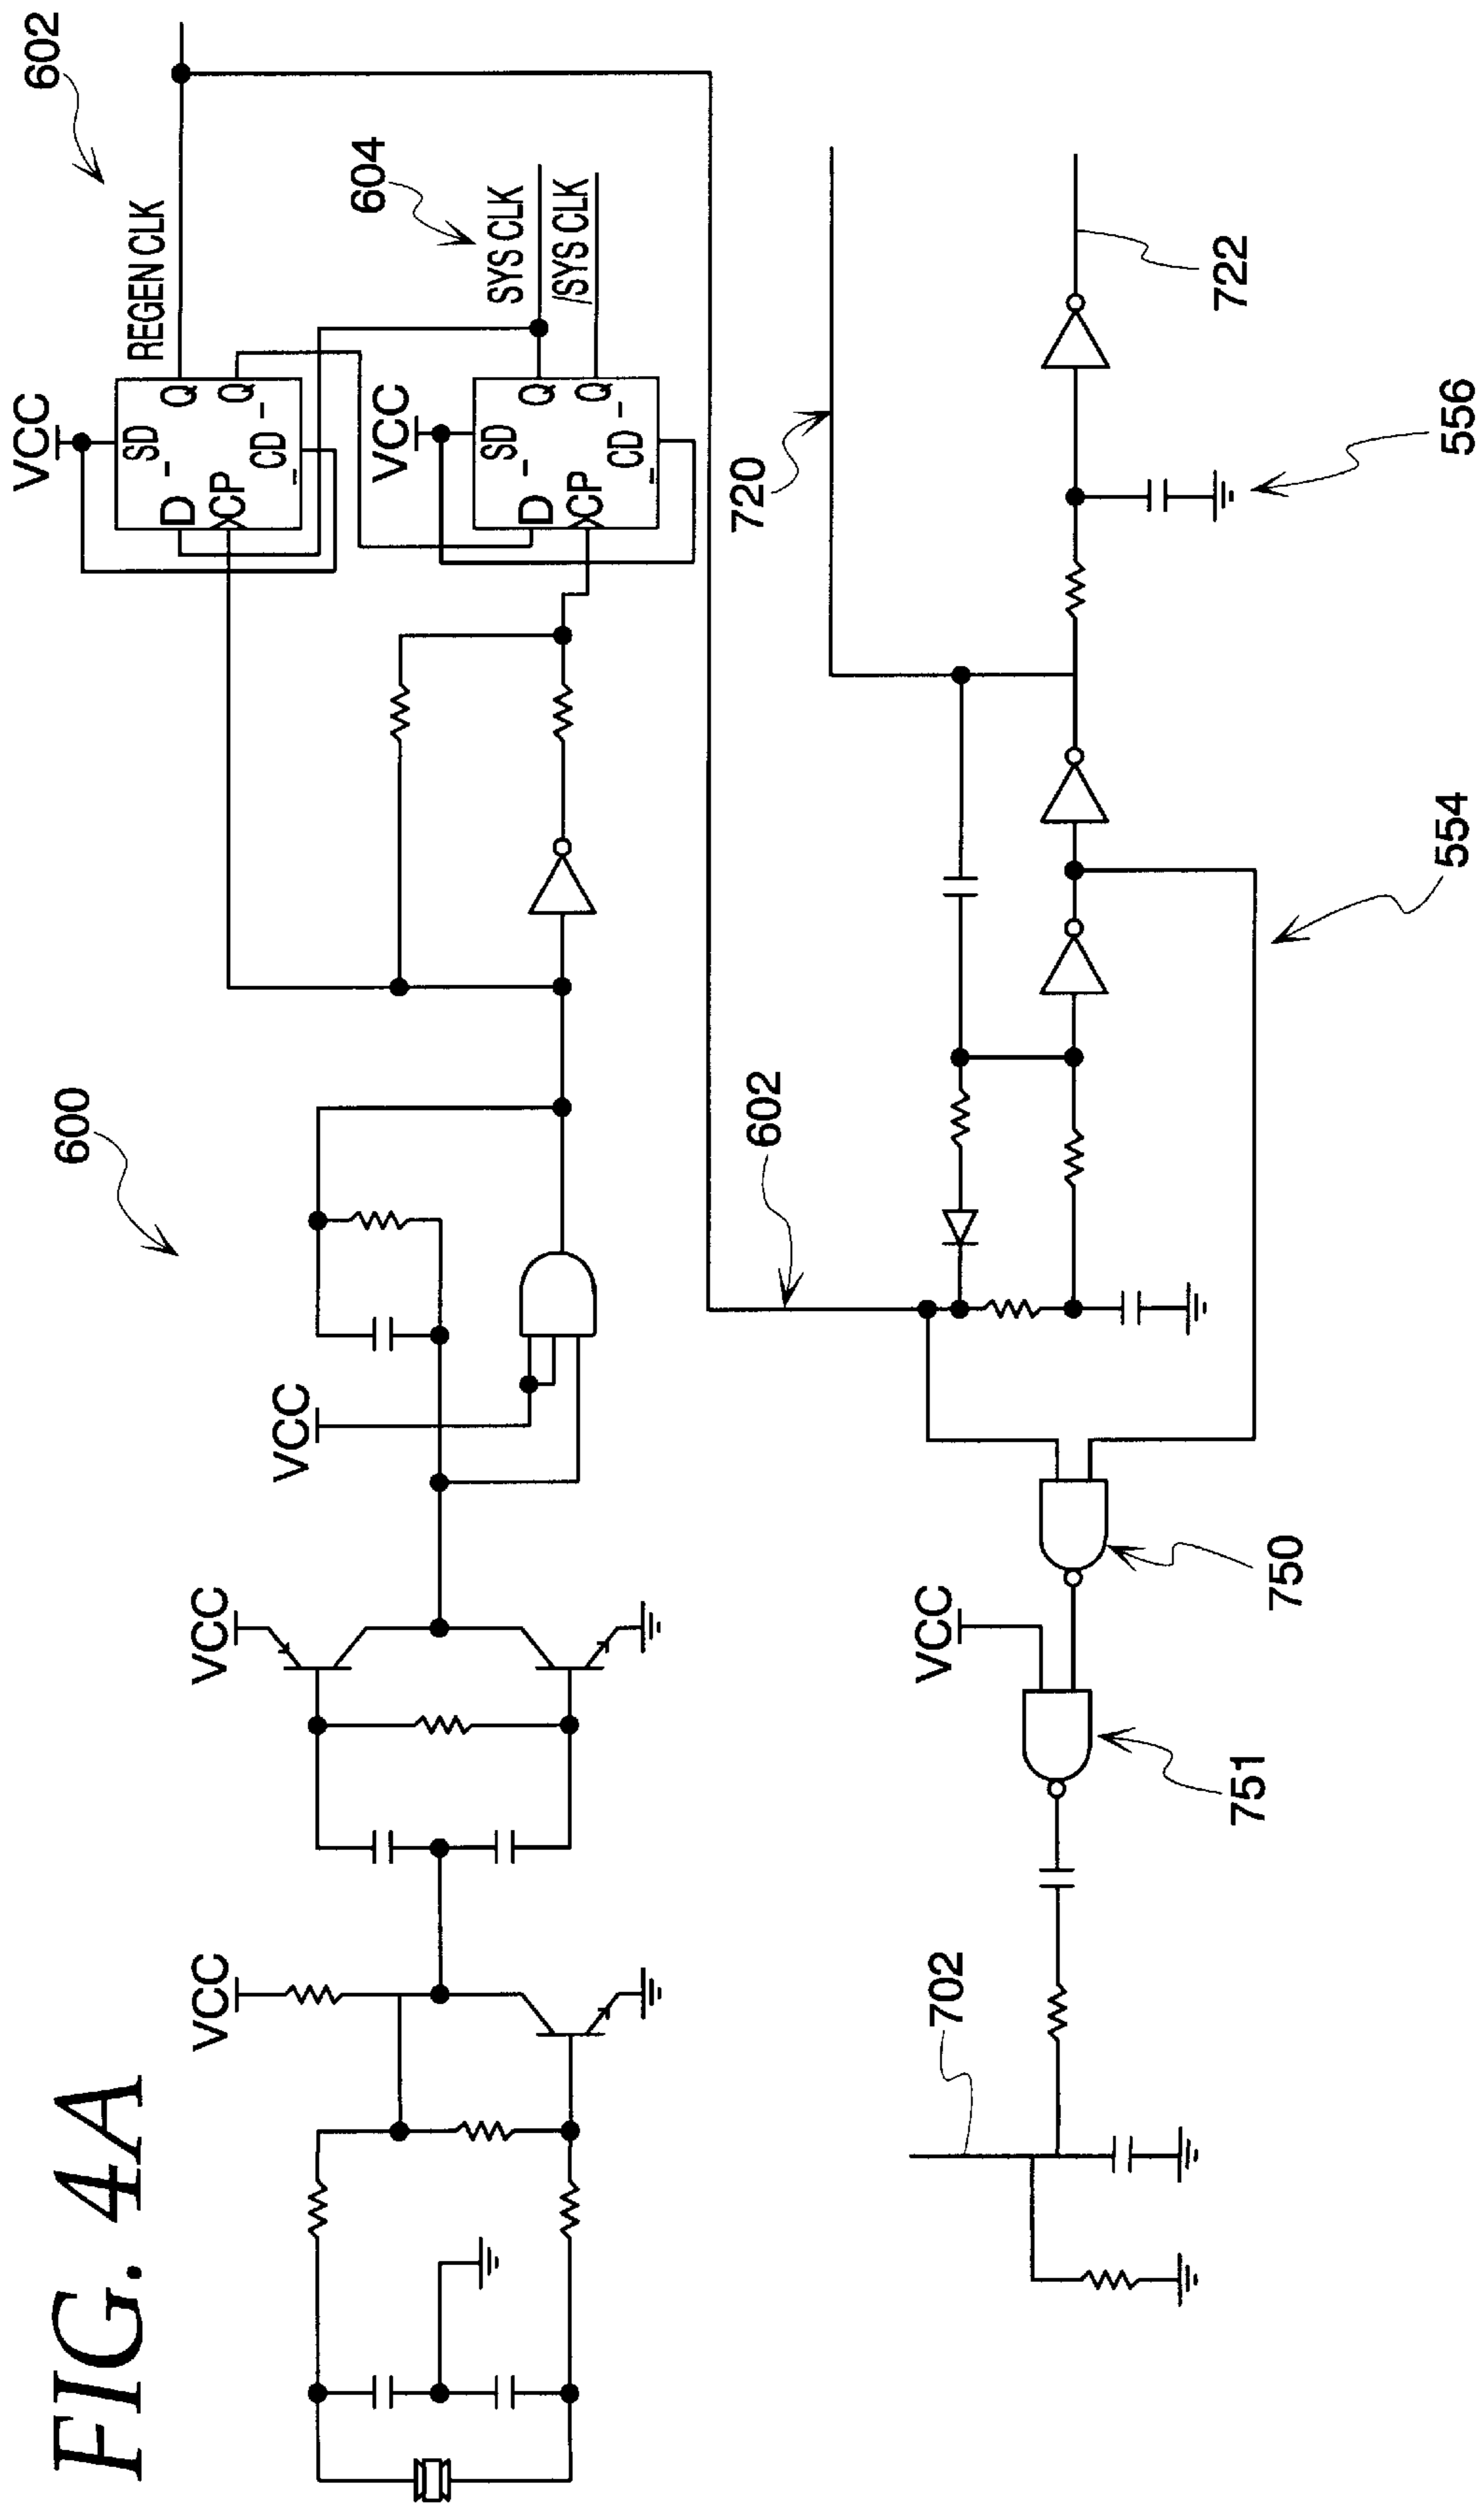 FIG. 4A
600
602
VCC
VCC
VCC
VCC
SD
D
CP
CD
Q
Q
REGEN CLK
604
VCC
SD
D
CP
CD
Q
Q
SYS CLK
/SYS CLK
702
751
VCC
750
602
720
554
556
722